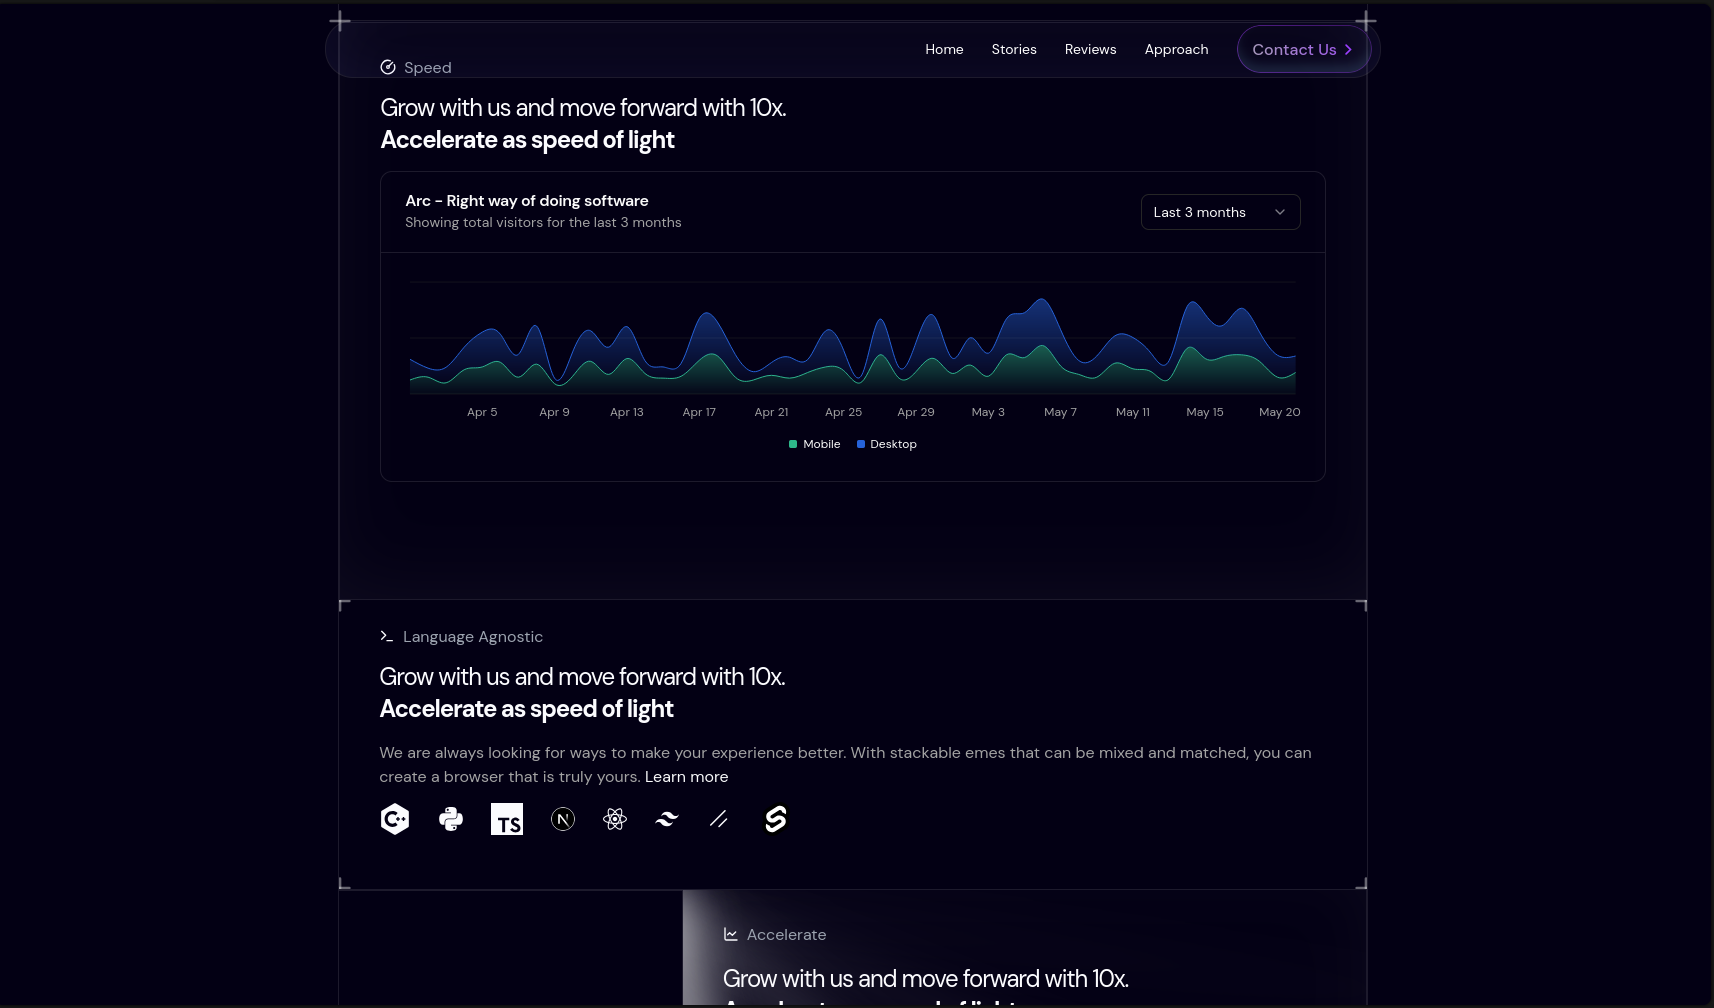 Home Stories Reviews Approach Contact Us
Speed
Grow with us and move forward with 10x.
Accelerate as speed of light
Arc - Right way of doing software
Showing total visitors for the last 3 months
Last 3 months
Apr 5 Apr 9 Apr 13 Apr 17 Apr 21 Apr 25 Apr 29 May 3 May 7 May 11 May 15 May 20
Mobile Desktop
Language Agnostic
Grow with us and move forward with 10x.
Accelerate as speed of light
We are always looking for ways to make your experience better. With stackable emes that can be mixed and matched, you can
create a browser that is truly yours. Learn more
C++ TS N
Accelerate
Grow with us and move forward with 10x.
Accelerate as speed of light